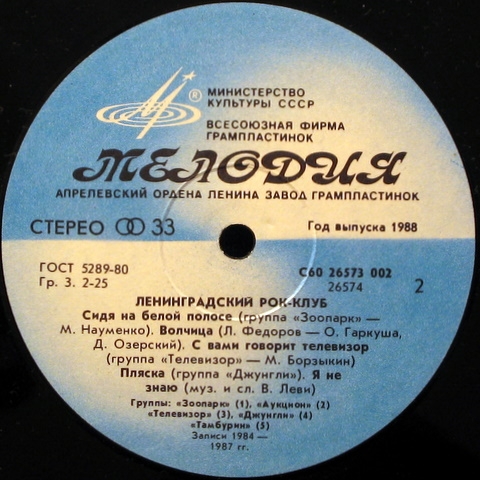 ®
МИНИСТЕРСТВО
КУЛЬТУРЫ СССР
ВСЕСОЮЗНАЯ ФИРМА
ГРАМПЛАСТИНОК
МЕЛОДИЯ
АПРЕЛЕВСКИЙ ОРДЕНА ЛЕНИНА ЗАВОД ГРАМПЛАСТИНОК
СТЕРЕО 33
Год выпуска 1988
ГОСТ 5289-80
Гр. 3. 2-25
С60 26573 002
26574
2
ЛЕНИНГРАДСКИЙ РОК-КЛУБ
Сидя на белой полосе (группа «Зоопарк» —
М. Науменко). Волчица (Л. Федоров — О. Гаркуша,
Д. Озерский). С вами говорит телевизор
(группа «Телевизор» — М. Борзыкин)
Пляска (группа «Джунгли»). Я не
знаю (муз. и сл. В. Леви)
Группы: «Зоопарк» (1), «Аукцион» (2)
«Телевизор» (3), «Джунгли» (4)
«Тамбурин» (5)
Записи 1984—
1987 гг.